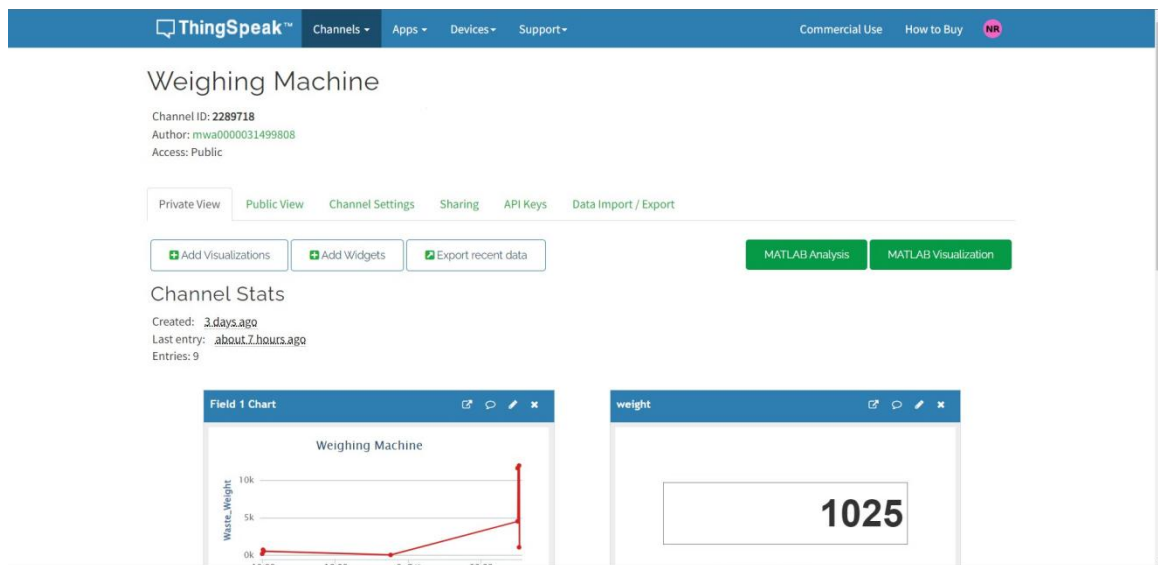 ThingSpeak™ Channels Apps Devices Support Commercial Use How to Buy NR
Weighing Machine
Channel ID: 2289718
Author: mwa0000031499808
Access: Public
Private View Public View Channel Settings Sharing API Keys Data Import / Export
Add Visualizations Add Widgets Export recent data MATLAB Analysis MATLAB Visualization
Channel Stats
Created: 3 days ago
Last entry: about 7 hours ago
Entries: 9
Field 1 Chart
Weighing Machine
Waste_Weight
10k
5k
0k
weight
1025